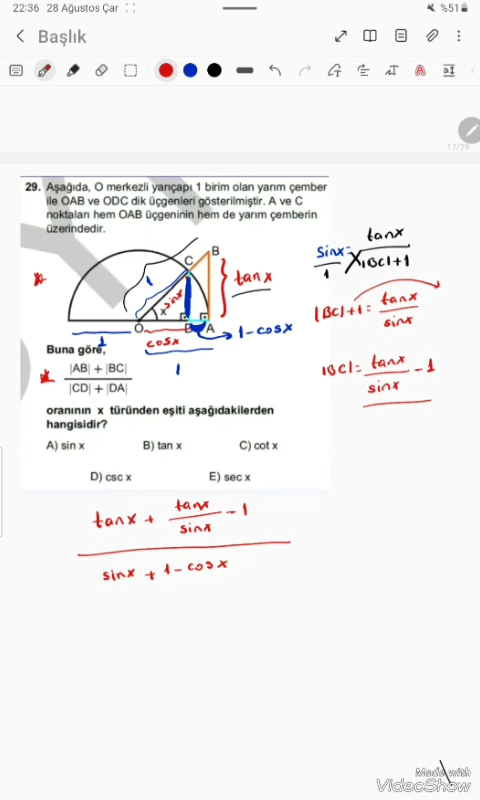 22:36 28 Ağustos Çar %51
Başlık
17/29
29. Aşağıda, O merkezli yarıçapı 1 birim olan yarım çember
ile OAB ve ODC dik üçgenleri gösterilmiştir. A ve C
noktaları hem OAB üçgeninin hem de yarım çemberin
üzerindedir.
B
C
1
sinx
x
tanx
O
D
A
1
cosx
1-cosx
1
sinx / 1 = tanx / |BC|+1
|BC|+1 = tanx / sinx
|BC| = tanx / sinx - 1
Buna göre,
|AB| + |BC|
|CD| + |DA|
oranının x türünden eşiti aşağıdakilerden
hangisidir?
A) sin x B) tan x C) cot x
D) csc x E) sec x
tanx + tanx / sinx - 1
sinx + 1 - cosx
Made with
VideoShow